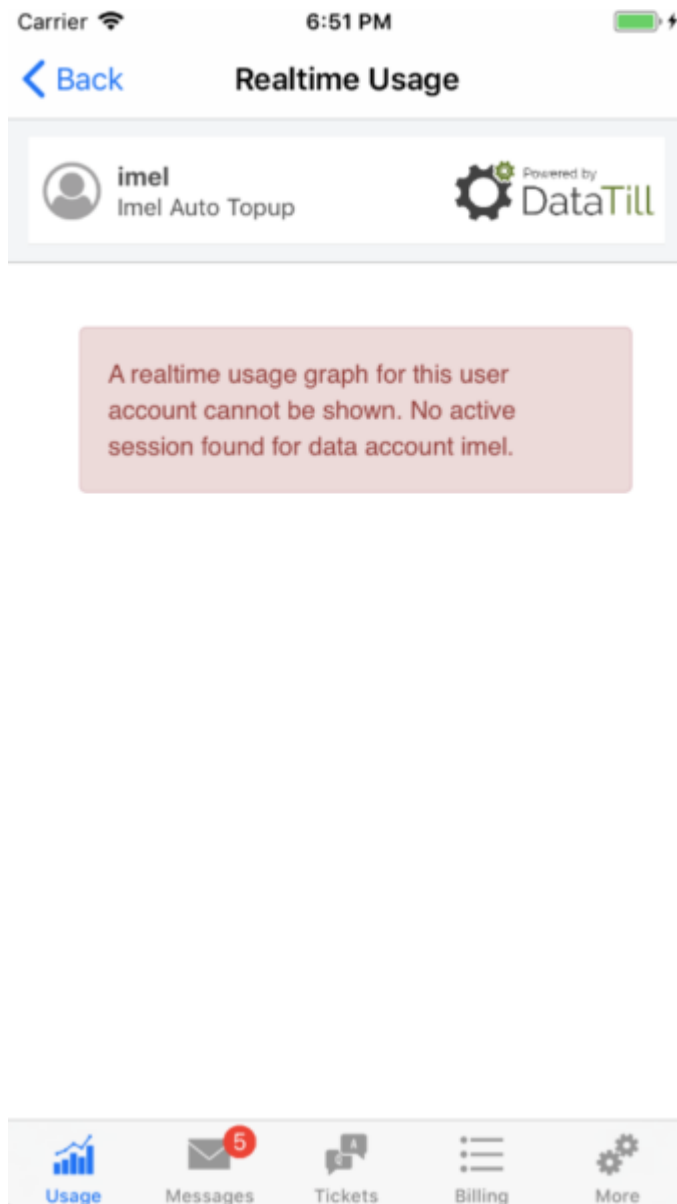 Carrier 6:51 PM
Back Realtime Usage
imel
Imel Auto Topup
Powered by
DataTill
A realtime usage graph for this user
account cannot be shown. No active
session found for data account imel.
5
Usage Messages Tickets Billing More